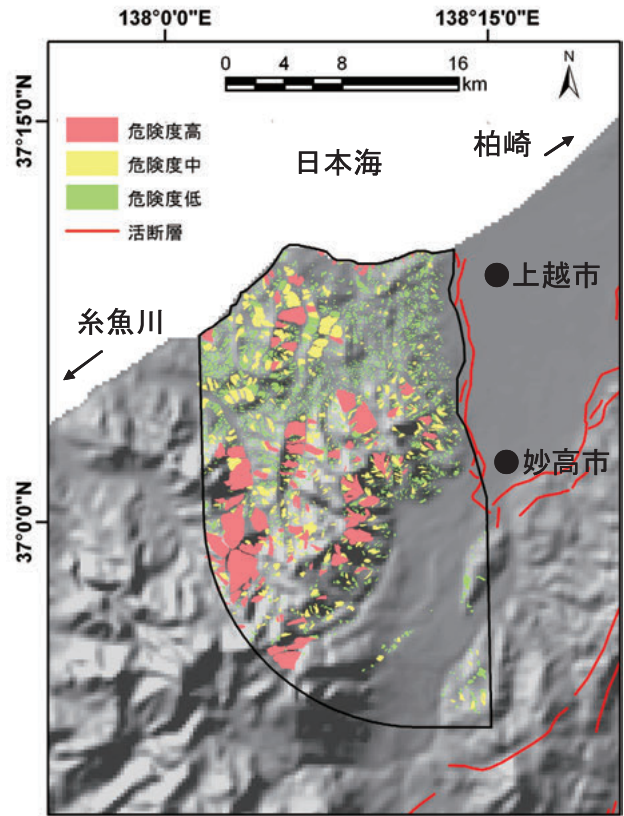 138°0'0"E
138°15'0"E
0 4 8 16
km
N
37°15'0"N
危険度高
危険度中
危険度低
活断層
日本海
柏崎
上越市
糸魚川
妙高市
37°0'0"N